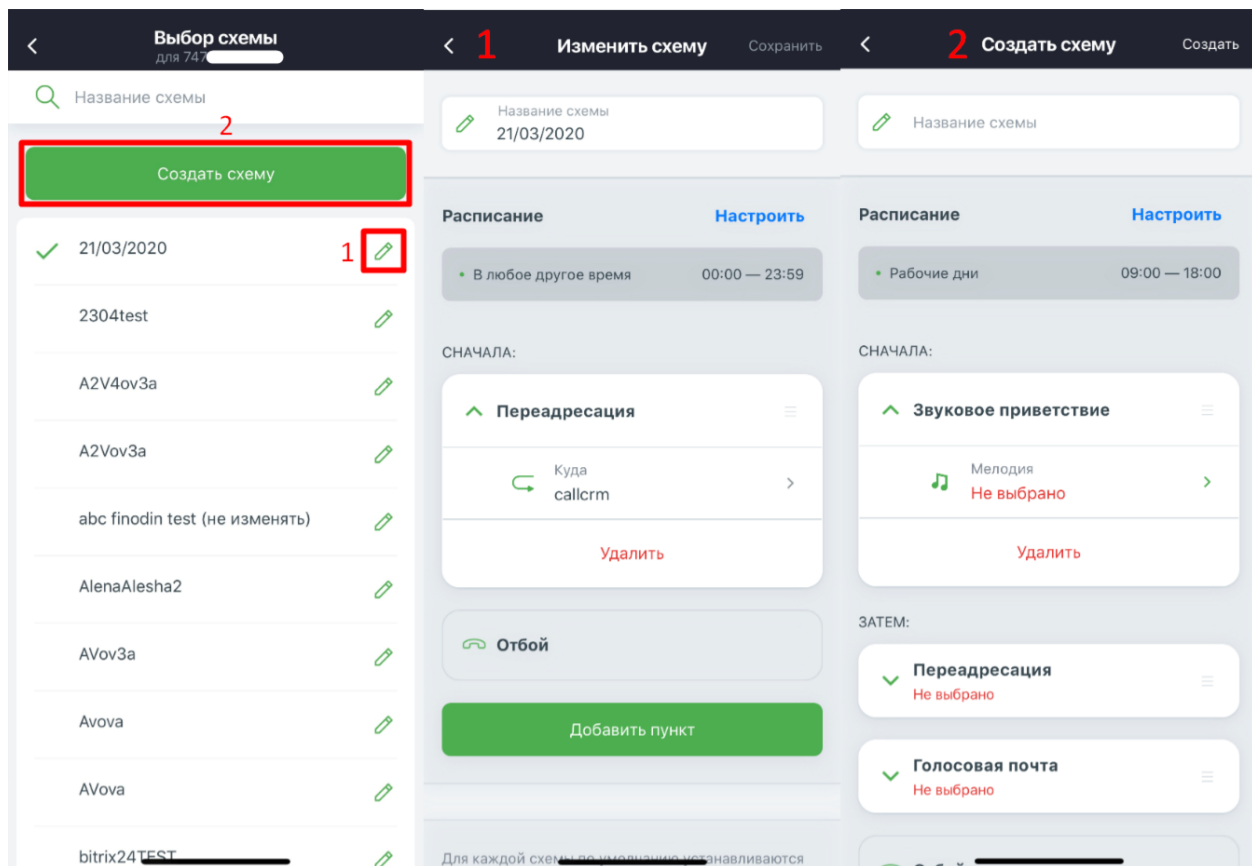 Выбор схемы
для 747
Название схемы
2
Создать схему
21/03/2020
1
2304test
A2V4ov3a
A2Vov3a
abc finodin test (не изменять)
AlenaAlesha2
AVov3a
Avova
AVova
bitrix24TEST
1
Изменить схему
Сохранить
Название схемы
21/03/2020
Расписание
Настроить
• В любое другое время
00:00 — 23:59
СНАЧАЛА:
Переадресация
Куда
callcrm
Удалить
Отбой
Добавить пункт
Для каждой схемы по умолчанию устанавливаются
2
Создать схему
Создать
Название схемы
Расписание
Настроить
• Рабочие дни
09:00 — 18:00
СНАЧАЛА:
Звуковое приветствие
Мелодия
Не выбрано
Удалить
ЗАТЕМ:
Переадресация
Не выбрано
Голосовая почта
Не выбрано